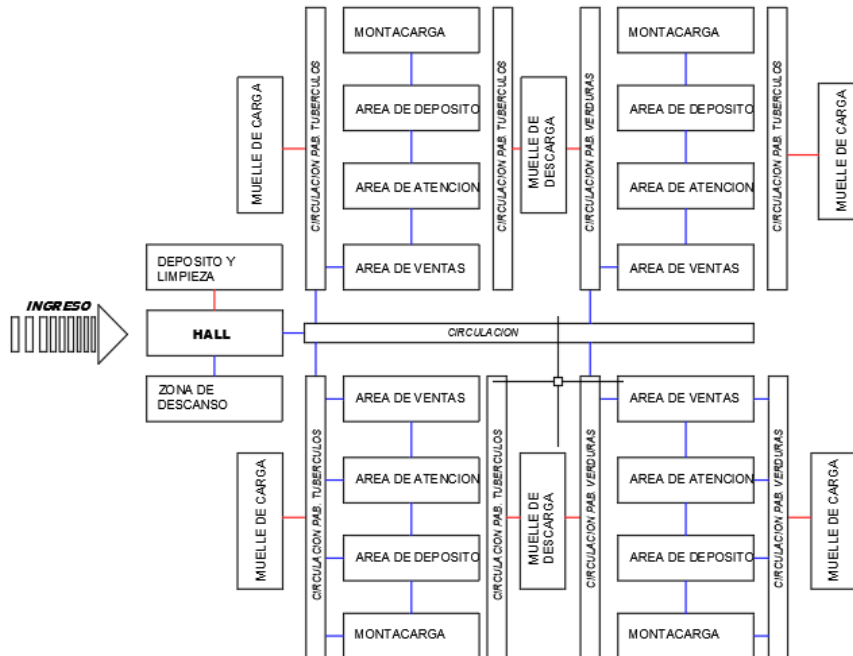 MONTACARGA
AREA DE DEPOSITO
AREA DE ATENCION
AREA DE VENTAS
MUELLE DE CARGA
CIRCULACION PAB. TUBERCULOS
CIRCULACION PAB. TUBERCULOS
MUELLE DE
DESCARGA
CIRCULACION PAB. VERDURAS
MONTACARGA
AREA DE DEPOSITO
AREA DE ATENCION
AREA DE VENTAS
CIRCULACION PAB. TUBERCULOS
MUELLE DE CARGA
DEPOSITO Y
LIMPIEZA
INGRESO
HALL
CIRCULACION
ZONA DE
DESCANSO
MUELLE DE CARGA
CIRCULACION PAB. TUBERCULOS
AREA DE VENTAS
AREA DE ATENCION
AREA DE DEPOSITO
MONTACARGA
CIRCULACION PAB. TUBERCULOS
MUELLE DE
DESCARGA
CIRCULACION PAB. VERDURAS
AREA DE VENTAS
AREA DE ATENCION
AREA DE DEPOSITO
MONTACARGA
CIRCULACION PAB. VERDURAS
MUELLE DE CARGA